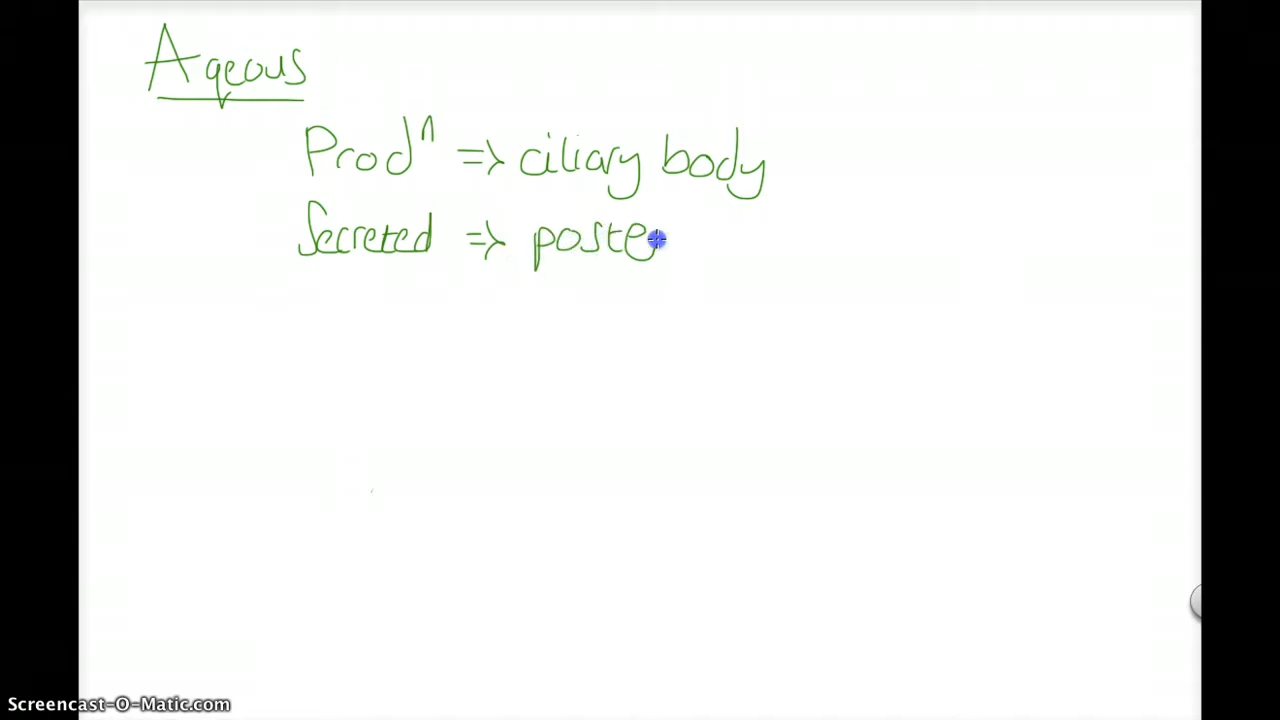 Aqeous
Prodⁿ => ciliary body
Secreted => poste
Screencast-O-Matic.com